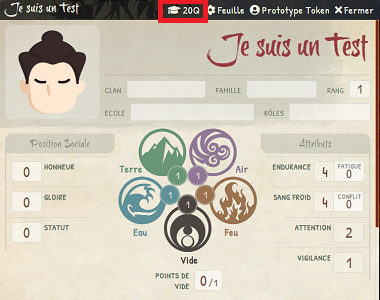 Je suis un Test 20Q Feuille Prototype Token Fermer
Je suis un Test
CLAN FAMILLE RANG 1
ECOLE RÔLES
Position Sociale
Attributs
0 HONNEUR
0 GLOIRE
0 STATUT
Terre
Air
Eau
Feu
Vide
1
1
1
1
1
POINTS DE
VIDE 0/1
ENDURANCE 4 FATIGUE 0
SANG FROID 4 CONFLIT 0
ATTENTION 2
VIGILANCE 1